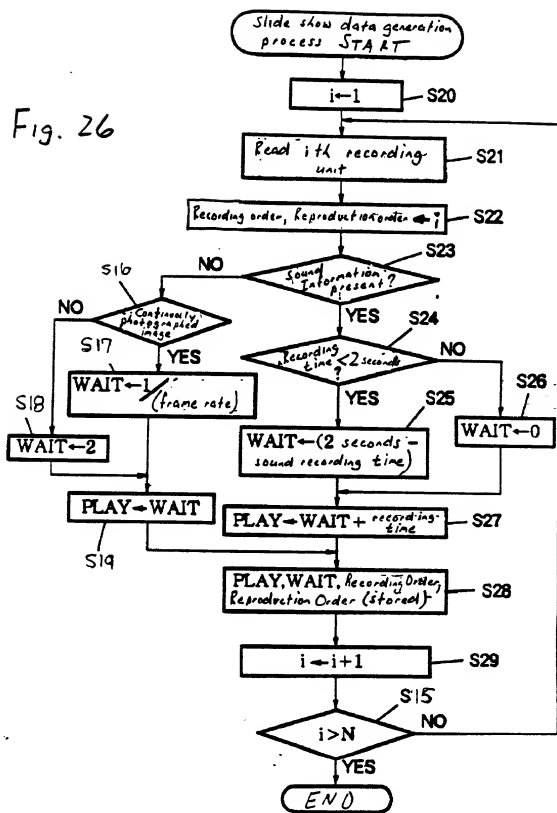 Fig. 26
Slide show data generation
process START
i←1
S20
Read ith recording
unit
S21
Recording order, Reproduction order ← i
S22
S23
Sound
Information
present?
NO
YES
S16
Continuously
photographed
image
NO
YES
S24
Recording
time < 2 seconds
?
NO
YES
S17
WAIT←1/
(frame rate)
S18
WAIT←2
S25
WAIT←(2 seconds -
sound recording time)
S26
WAIT←0
PLAY←WAIT
S19
PLAY←WAIT + recording
time
S27
PLAY,WAIT, Recording Order,
Reproduction Order (stored)
S28
i←i+1
S29
S15
i>N
NO
YES
END